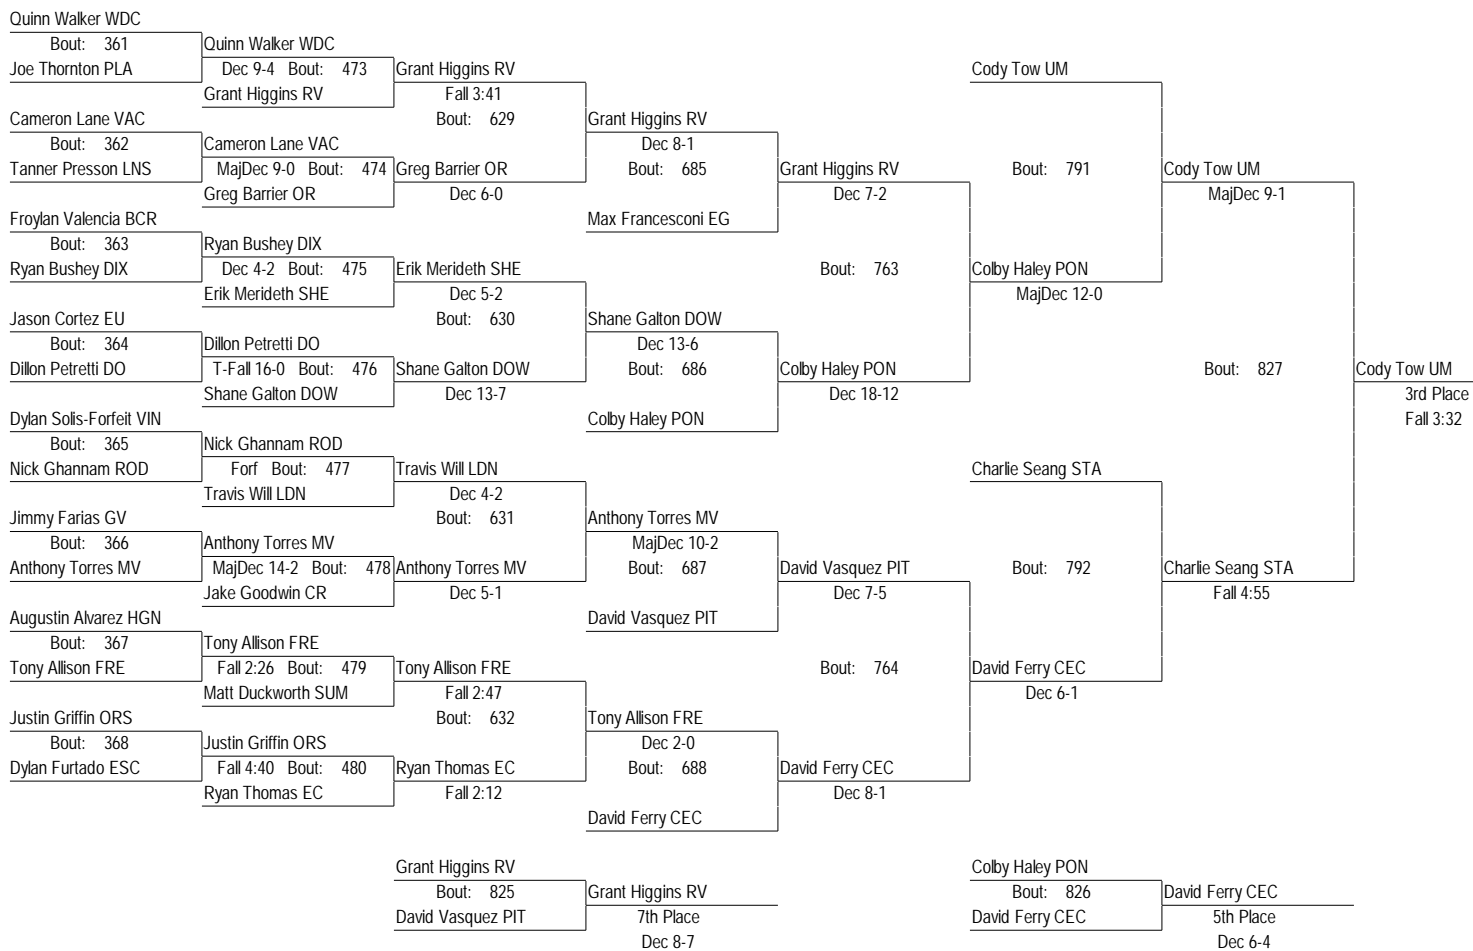 Quinn Walker WDC
Bout: 361 Quinn Walker WDC
Joe Thornton PLA Dec 9-4 Bout: 473 Grant Higgins RV Cody Tow UM
Grant Higgins RV Fall 3:41
Cameron Lane VAC Bout: 629 Grant Higgins RV
Bout: 362 Cameron Lane VAC Dec 8-1
Tanner Presson LNS MajDec 9-0 Bout: 474 Greg Barrier OR Bout: 685 Grant Higgins RV Bout: 791 Cody Tow UM
Greg Barrier OR Dec 6-0 Dec 7-2 MajDec 9-1
Froylan Valencia BCR Max Francesconi EG
Bout: 363 Ryan Bushey DIX
Ryan Bushey DIX Dec 4-2 Bout: 475 Erik Merideth SHE Bout: 763 Colby Haley PON
Erik Merideth SHE Dec 5-2 MajDec 12-0
Jason Cortez EU Bout: 630 Shane Galton DOW
Bout: 364 Dillon Petretti DO Dec 13-6
Dillon Petretti DO T-Fall 16-0 Bout: 476 Shane Galton DOW Bout: 686 Colby Haley PON Bout: 827 Cody Tow UM
Shane Galton DOW Dec 13-7 Dec 18-12 3rd Place
Dylan Solis-Forfeit VIN Colby Haley PON Fall 3:32
Bout: 365 Nick Ghannam ROD
Nick Ghannam ROD Forf Bout: 477 Travis Will LDN Charlie Seang STA
Travis Will LDN Dec 4-2
Jimmy Farias GV Bout: 631 Anthony Torres MV
Bout: 366 Anthony Torres MV MajDec 10-2
Anthony Torres MV MajDec 14-2 Bout: 478 Anthony Torres MV Bout: 687 David Vasquez PIT Bout: 792 Charlie Seang STA
Jake Goodwin CR Dec 5-1 Dec 7-5 Fall 4:55
Augustin Alvarez HGN David Vasquez PIT
Bout: 367 Tony Allison FRE
Tony Allison FRE Fall 2:26 Bout: 479 Tony Allison FRE Bout: 764 David Ferry CEC
Matt Duckworth SUM Fall 2:47 Dec 6-1
Justin Griffin ORS Bout: 632 Tony Allison FRE
Bout: 368 Justin Griffin ORS Dec 2-0
Dylan Furtado ESC Fall 4:40 Bout: 480 Ryan Thomas EC Bout: 688 David Ferry CEC
Ryan Thomas EC Fall 2:12 Dec 8-1
David Ferry CEC
Grant Higgins RV Colby Haley PON
Bout: 825 Grant Higgins RV Bout: 826 David Ferry CEC
David Vasquez PIT 7th Place David Ferry CEC 5th Place
Dec 8-7 Dec 6-4